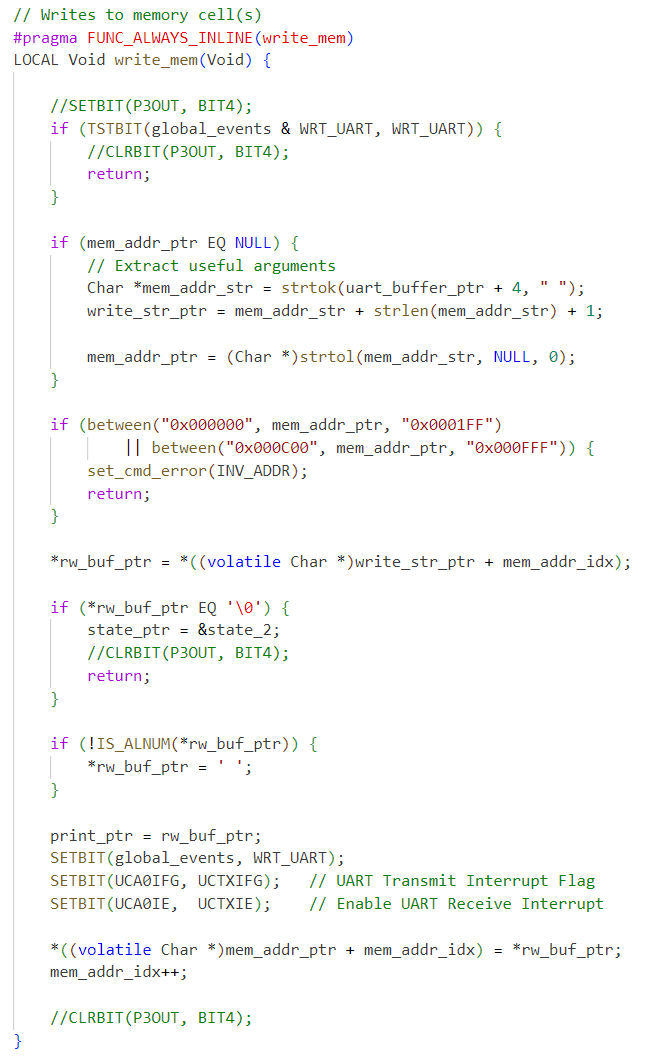 // Writes to memory cell(s)
#pragma FUNC_ALWAYS_INLINE(write_mem)
LOCAL Void write_mem(Void) {
//SETBIT(P3OUT, BIT4);
if (TSTBIT(global_events & WRT_UART, WRT_UART)) {
//CLRBIT(P3OUT, BIT4);
return;
}
if (mem_addr_ptr EQ NULL) {
// Extract useful arguments
Char *mem_addr_str = strtok(uart_buffer_ptr + 4, " ");
write_str_ptr = mem_addr_str + strlen(mem_addr_str) + 1;
mem_addr_ptr = (Char *)strtol(mem_addr_str, NULL, 0);
}
if (between("0x000000", mem_addr_ptr, "0x0001FF")
|| between("0x000C00", mem_addr_ptr, "0x000FFF")) {
set_cmd_error(INV_ADDR);
return;
}
*rw_buf_ptr = *((volatile Char *)write_str_ptr + mem_addr_idx);
if (*rw_buf_ptr EQ '\0') {
state_ptr = &state_2;
//CLRBIT(P3OUT, BIT4);
return;
}
if (!IS_ALNUM(*rw_buf_ptr)) {
*rw_buf_ptr = ' ';
}
print_ptr = rw_buf_ptr;
SETBIT(global_events, WRT_UART);
SETBIT(UCA0IFG, UCTXIFG);   // UART Transmit Interrupt Flag
SETBIT(UCA0IE,  UCTXIE);    // Enable UART Receive Interrupt
*((volatile Char *)mem_addr_ptr + mem_addr_idx) = *rw_buf_ptr;
mem_addr_idx++;
//CLRBIT(P3OUT, BIT4);
}